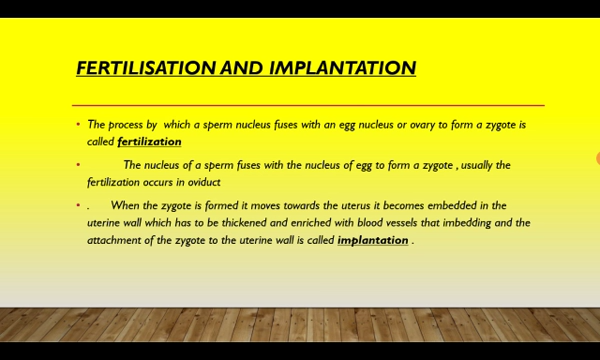 FERTILISATION AND IMPLANTATION
• The process by which a sperm nucleus fuses with an egg nucleus or ovary to form a zygote is
called fertilization
• The nucleus of a sperm fuses with the nucleus of egg to form a zygote , usually the
fertilization occurs in oviduct
• . When the zygote is formed it moves towards the uterus it becomes embedded in the
uterine wall which has to be thickened and enriched with blood vessels that imbedding and the
attachment of the zygote to the uterine wall is called implantation .